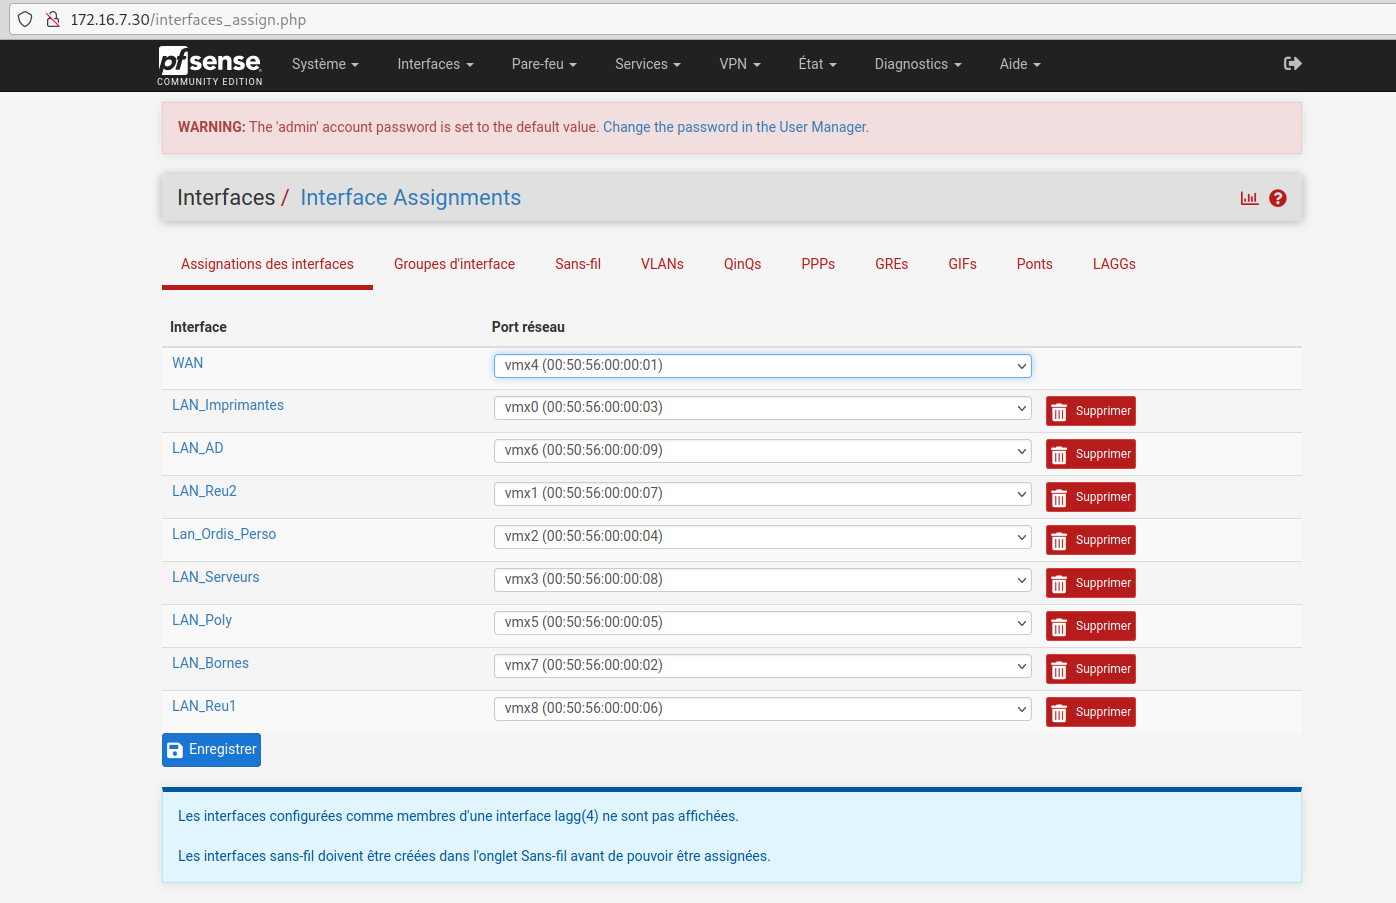 172.16.7.30/interfaces_assign.php
pfsense
COMMUNITY EDITION
Système Interfaces Pare-feu Services VPN État Diagnostics Aide
WARNING: The 'admin' account password is set to the default value. Change the password in the User Manager.
Interfaces / Interface Assignments
Assignations des interfaces Groupes d'interface Sans-fil VLANs QinQs PPPs GREs GIFs Ponts LAGGs
Interface Port réseau
WAN vmx4 (00:50:56:00:00:01)
LAN_Imprimantes vmx0 (00:50:56:00:00:03) Supprimer
LAN_AD vmx6 (00:50:56:00:00:09) Supprimer
LAN_Reu2 vmx1 (00:50:56:00:00:07) Supprimer
Lan_Ordis_Perso vmx2 (00:50:56:00:00:04) Supprimer
LAN_Serveurs vmx3 (00:50:56:00:00:08) Supprimer
LAN_Poly vmx5 (00:50:56:00:00:05) Supprimer
LAN_Bornes vmx7 (00:50:56:00:00:02) Supprimer
LAN_Reu1 vmx8 (00:50:56:00:00:06) Supprimer
Enregistrer
Les interfaces configurées comme membres d'une interface lagg(4) ne sont pas affichées.
Les interfaces sans-fil doivent être créées dans l'onglet Sans-fil avant de pouvoir être assignées.